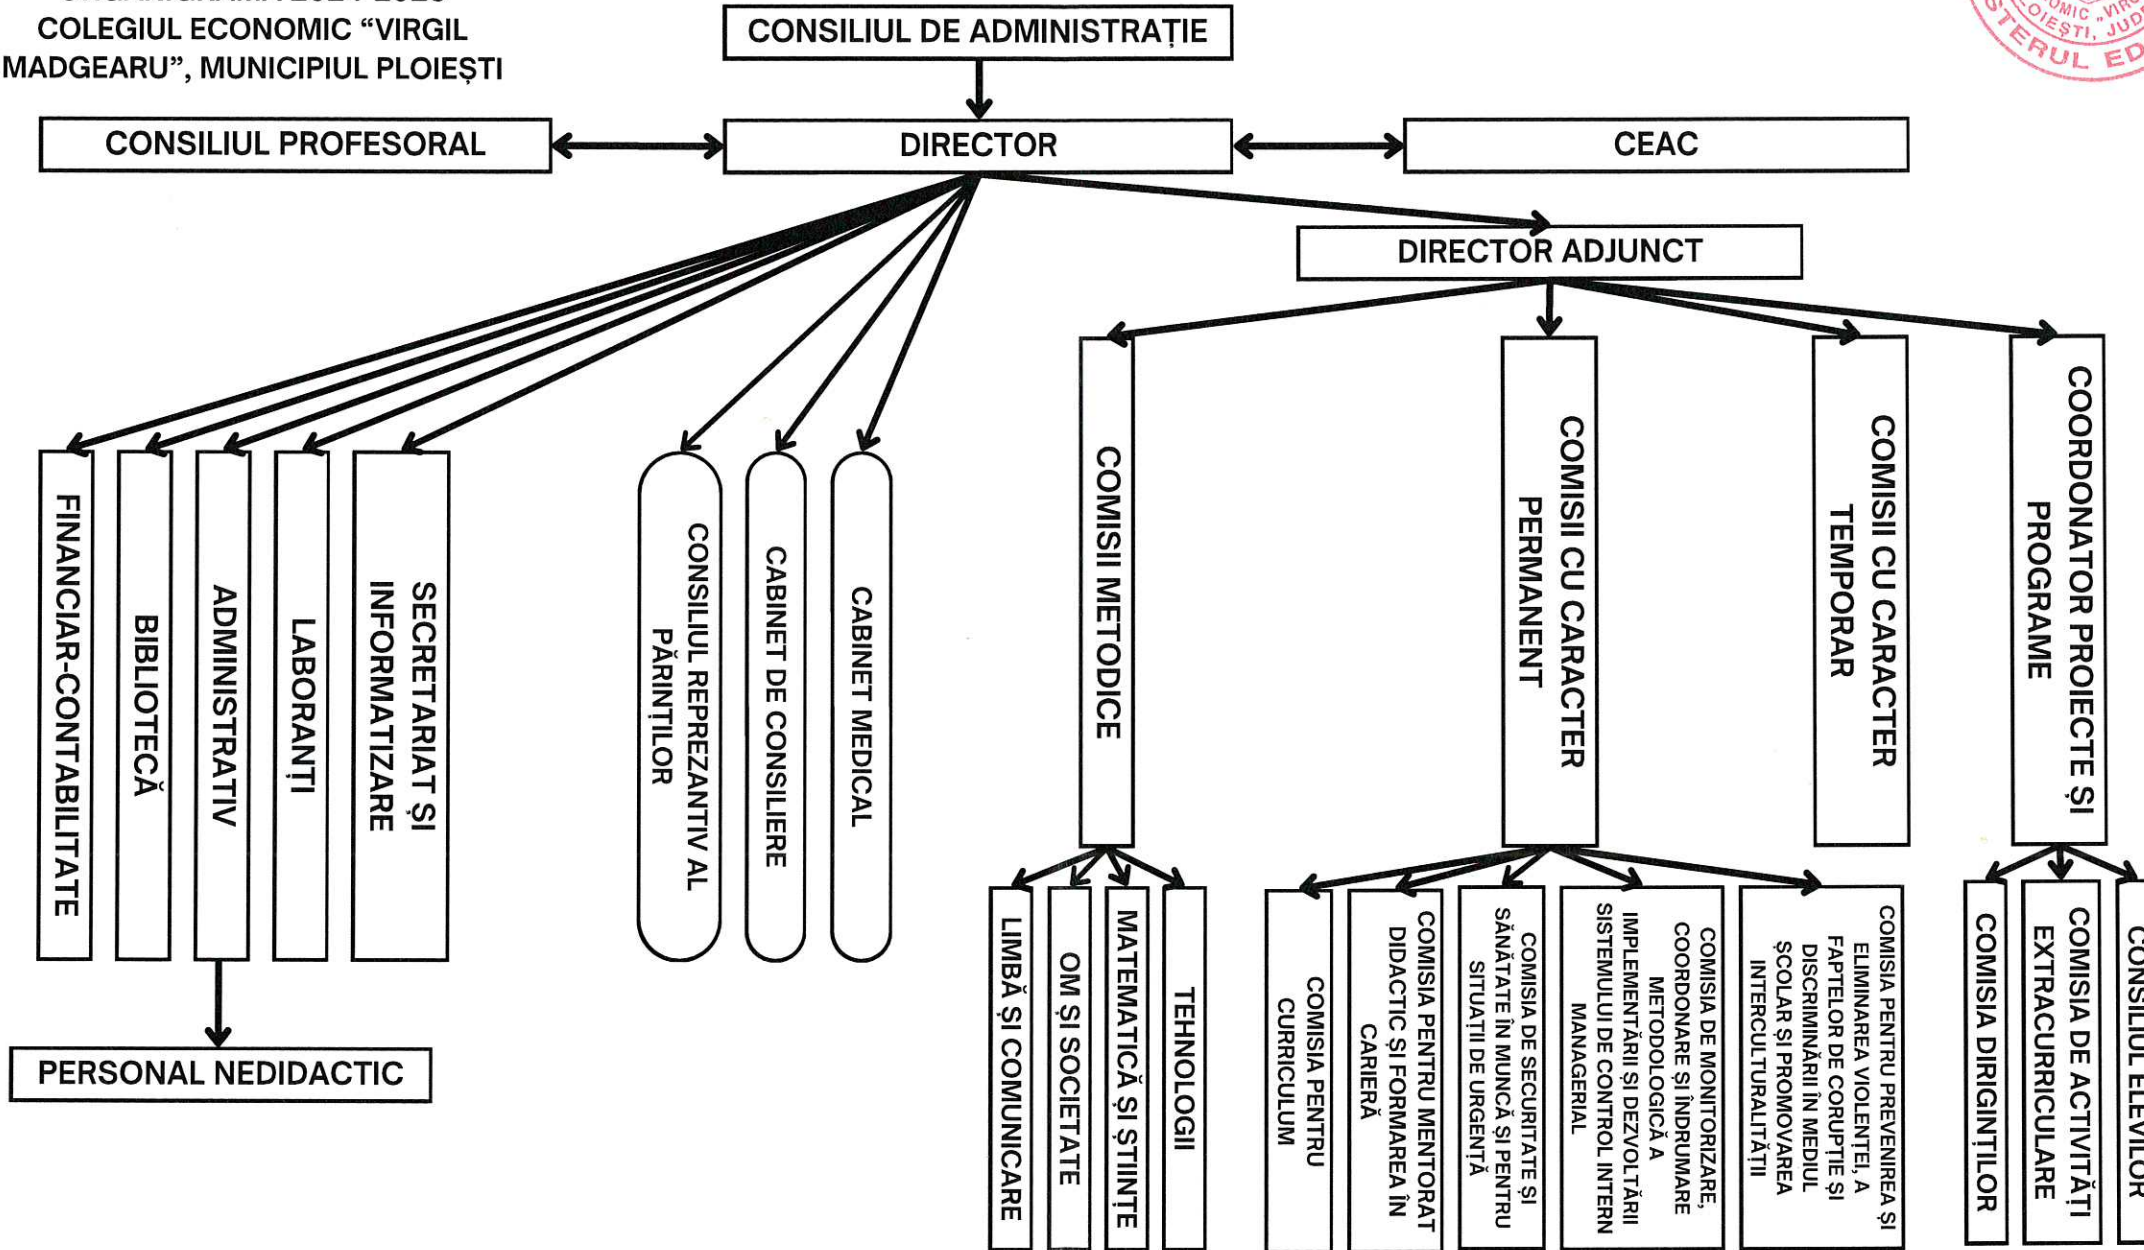 COLEGIUL ECONOMIC “VIRGIL
MADGEARU”, MUNICIPIUL PLOIEȘTI
CONSILIUL DE ADMINISTRAȚIE
CONSILIUL PROFESORAL
DIRECTOR
CEAC
DIRECTOR ADJUNCT
FINANCIAR-CONTABILITATE
BIBLIOTECĂ
ADMINISTRATIV
LABORANȚI
SECRETARIAT ȘI
INFORMATIZARE
CONSILIUL REPREZANTIV AL
PĂRINȚILOR
CABINET DE CONSILIERE
CABINET MEDICAL
COMISII METODICE
COMISII CU CARACTER
PERMANENT
COMISII CU CARACTER
TEMPORAR
COORDONATOR PROIECTE ȘI
PROGRAME
PERSONAL NEDIDACTIC
LIMBĂ ȘI COMUNICARE
OM ȘI SOCIETATE
MATEMATICĂ ȘI ȘTIINȚE
TEHNOLOGII
COMISIA PENTRU
CURRICULUM
COMISIA PENTRU MENTORAT
DIDACTIC ȘI FORMAREA ÎN
CARIERĂ
COMISIA DE SECURITATE ȘI
SĂNĂTATE ÎN MUNCĂ ȘI PENTRU
SITUAȚII DE URGENȚĂ
COMISIA DE MONITORIZARE,
COORDONARE ȘI ÎNDRUMARE
METODOLOGICĂ A
IMPLEMENTĂRII ȘI DEZVOLTĂRII
SISTEMULUI DE CONTROL INTERN
MANAGERIAL
COMISIA PENTRU PREVENIREA ȘI
ELIMINAREA VIOLENȚEI, A
FAPTELOR DE CORUPȚIE ȘI
DISCRIMINĂRII ÎN MEDIUL
ȘCOLAR ȘI PROMOVAREA
INTERCULTURALITĂȚII
COMISIA DIRIGINȚILOR
COMISIA DE ACTIVITĂȚI
EXTRACURRICULARE
CONSILIUL ELEVILOR